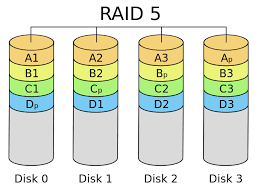 RAID 5
A1 A2 A3 Ap
B1 B2 Bp B3
C1 Cp C2 C3
Dp D1 D2 D3
Disk 0 Disk 1 Disk 2 Disk 3